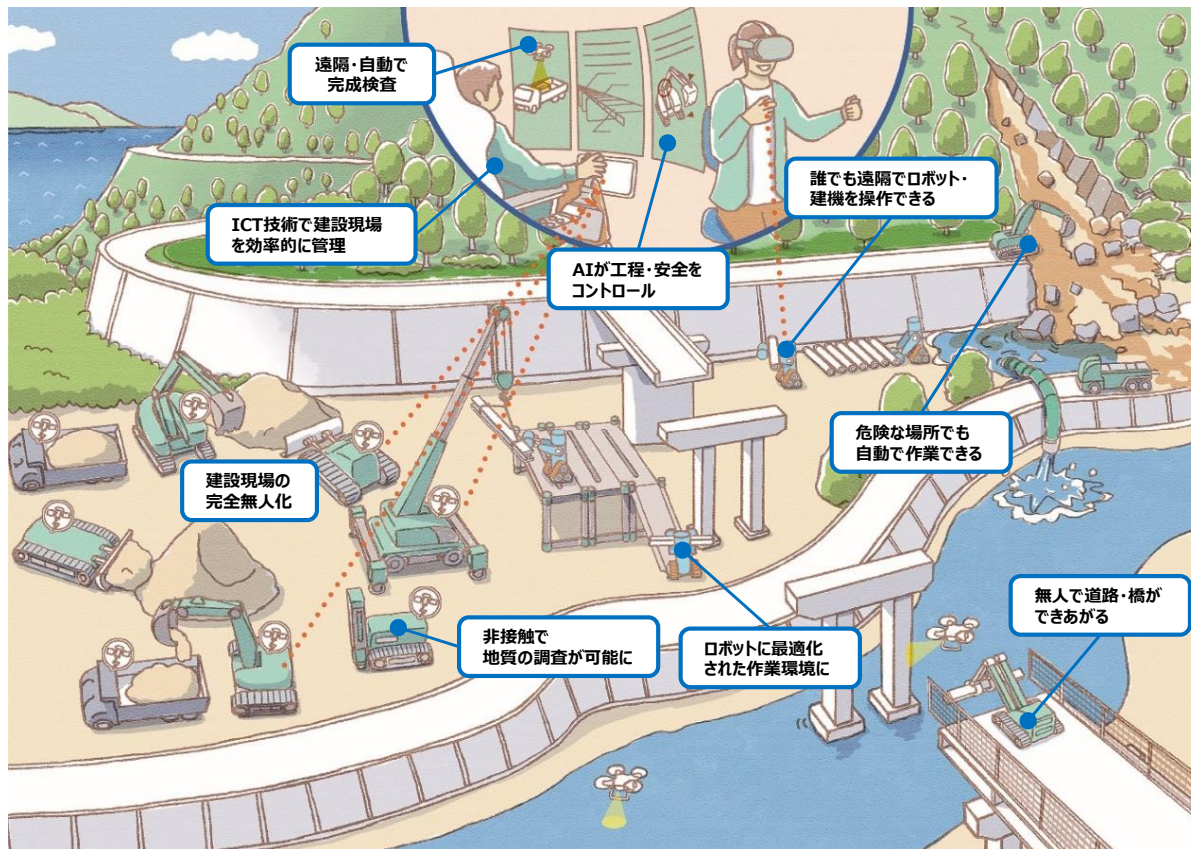 遠隔・自動で
完成検査
ICT技術で建設現場
を効率的に管理
AIが工程・安全を
コントロール
誰でも遠隔でロボット・
建機を操作できる
危険な場所でも
自動で作業できる
建設現場の
完全無人化
非接触で
地質の調査が可能に
ロボットに最適化
された作業環境に
無人で道路・橋が
できあがる